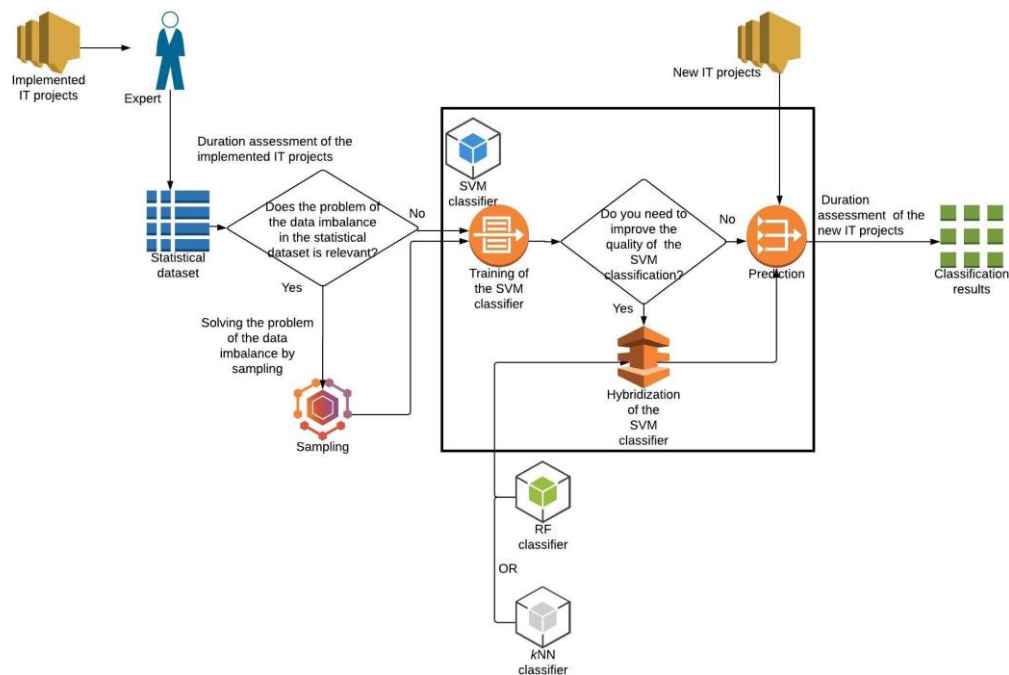 Implemented
IT projects
Expert
New IT projects
Duration assessment of the
implemented IT projects
SVM
classifier
Does the problem of
the data imbalance
in the statistical
dataset is relevant?
No
Yes
Statistical
dataset
Training of
the SVM
classifier
Do you need to
improve the
quality of the
SVM
classification?
No
Yes
Prediction
Duration
assessment of the
new IT projects
Classification
results
Solving the problem
of the data
imbalance by
sampling
Sampling
Hybridization
of the
SVM
classifier
RF
classifier
OR
kNN
classifier